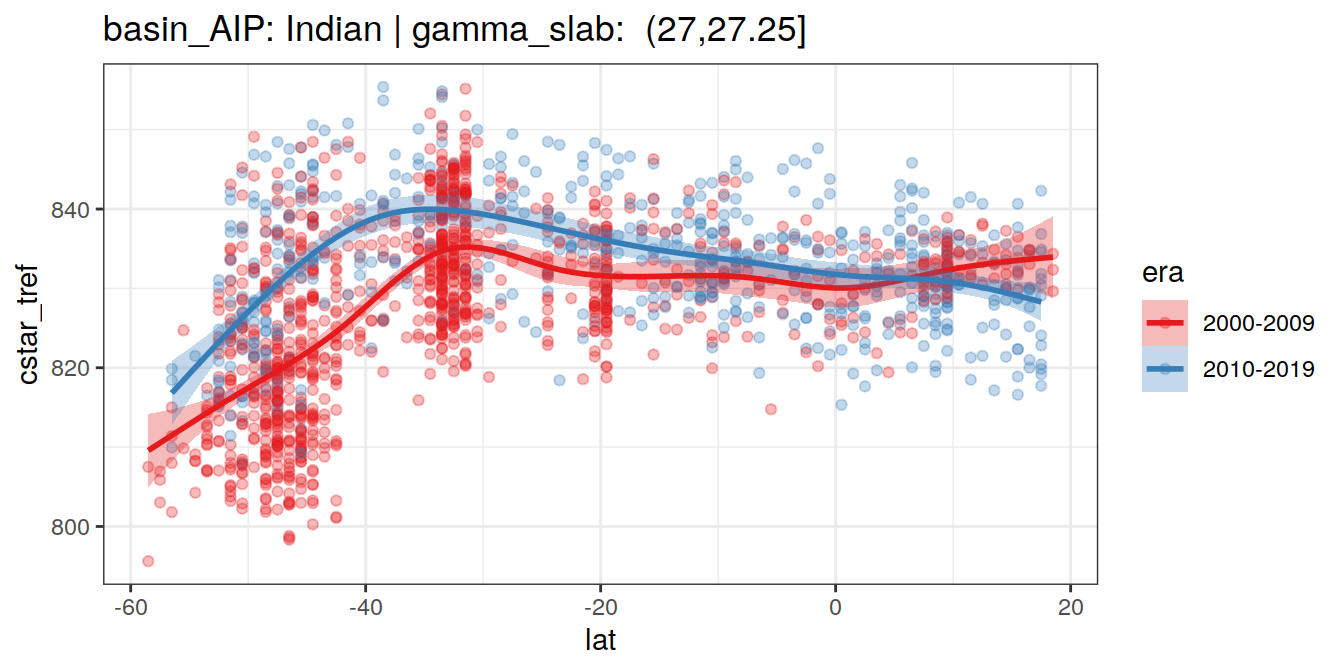 basin_AIP: Indian | gamma_slab:  (27,27.25]
cstar_tref
840
820
800
-60
-40
-20
0
20
lat
era
2000-2009
2010-2019